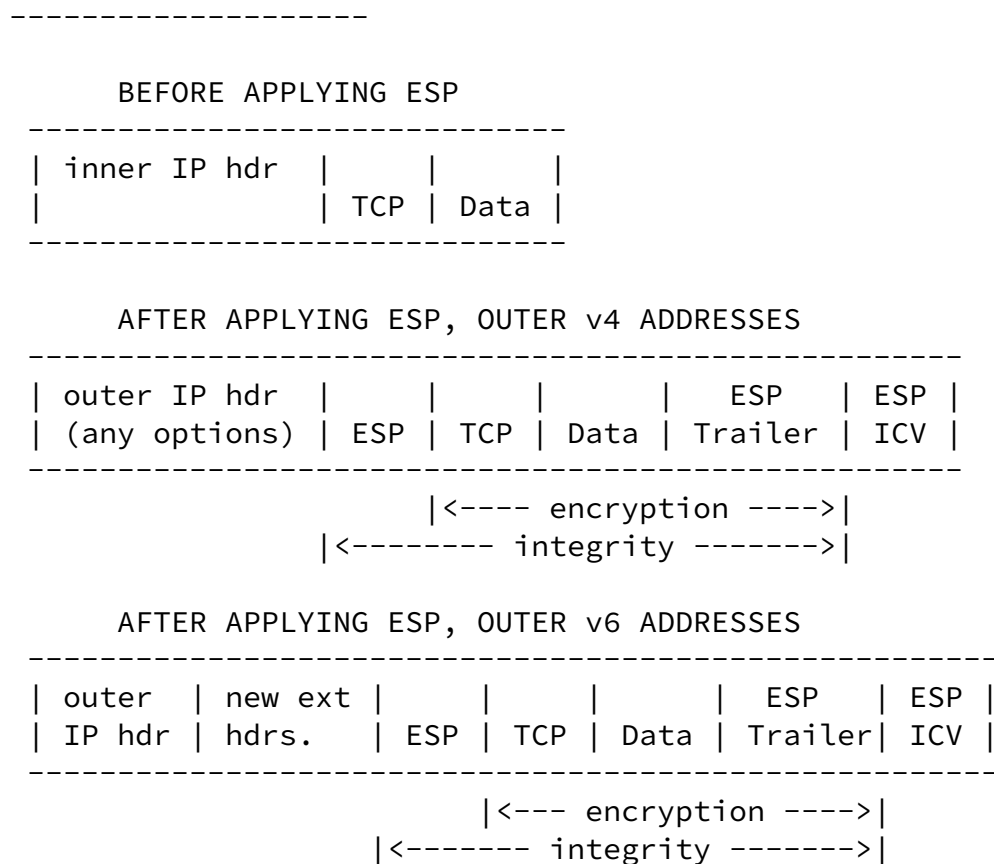 --------------------
BEFORE APPLYING ESP
------------------------------
| inner IP hdr  |     |      |
|               | TCP | Data |
------------------------------
AFTER APPLYING ESP, OUTER v4 ADDRESSES
----------------------------------------------------
| outer IP hdr  |     |     |      |   ESP   | ESP |
| (any options) | ESP | TCP | Data | Trailer | ICV |
----------------------------------------------------
|<---- encryption ---->|
|<-------- integrity ------->|
AFTER APPLYING ESP, OUTER v6 ADDRESSES
------------------------------------------------------
| outer  | new ext |     |     |      |  ESP   | ESP |
| IP hdr | hdrs.   | ESP | TCP | Data | Trailer| ICV |
------------------------------------------------------
|<--- encryption ---->|
|<------- integrity ------->|